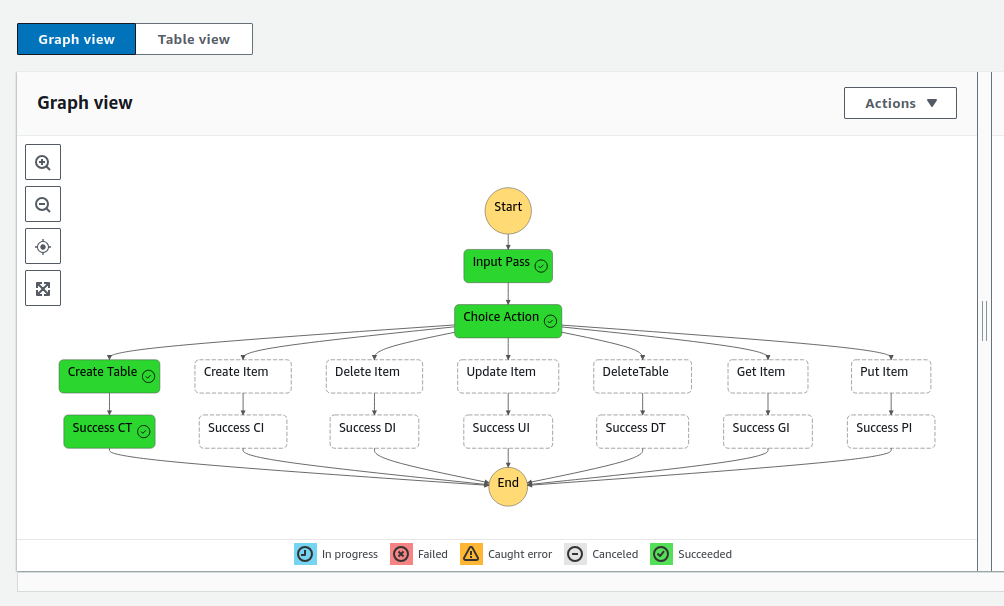 Graph view
Table view
Graph view
Actions
Start
Input Pass
Choice Action
Create Table
Create Item
Delete Item
Update Item
DeleteTable
Get Item
Put Item
Success CT
Success CI
Success DI
Success UI
Success DT
Success GI
Success PI
End
In progress
Failed
Caught error
Canceled
Succeeded